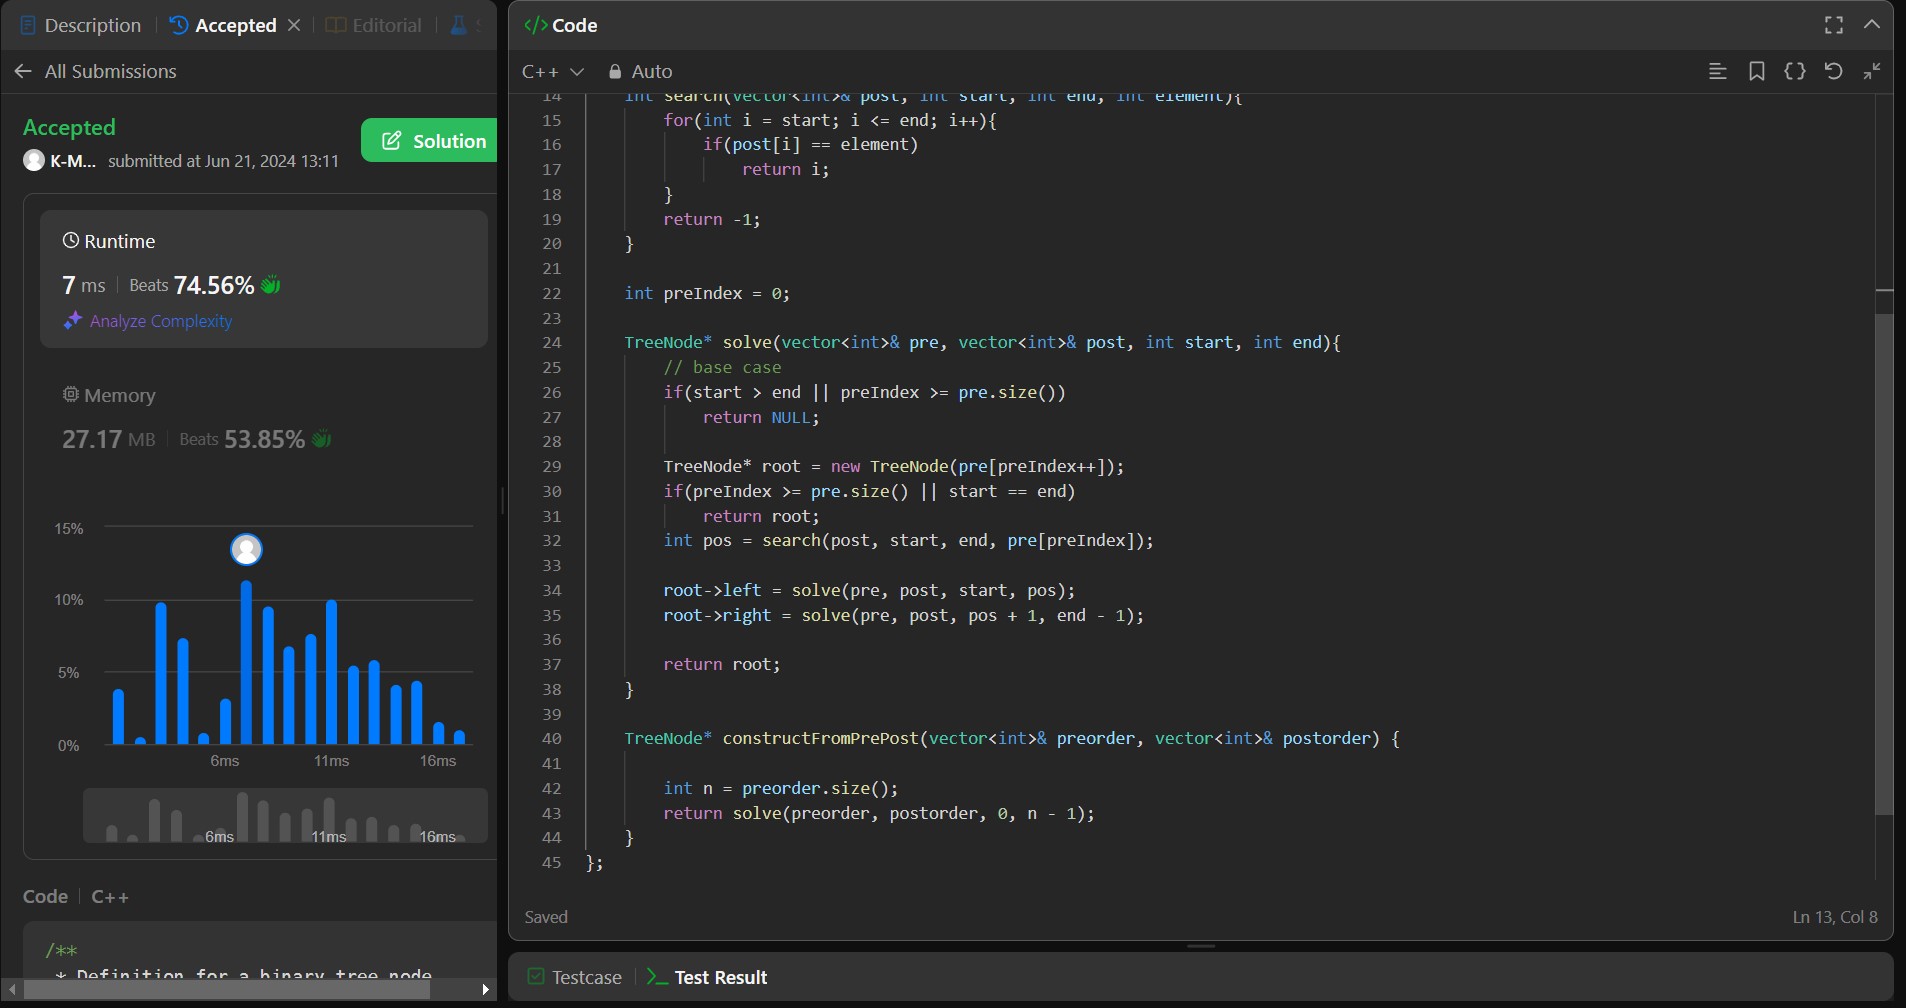 Description
Accepted
Editorial
S
All Submissions
Accepted
K-M... submitted at Jun 21, 2024 13:11
Solution
Runtime
7 ms Beats 74.56%
Analyze Complexity
Memory
27.17 MB Beats 53.85%
15%
10%
5%
0%
6ms 11ms 16ms
6ms 11ms 16ms
Code C++
/**
* Definition for a binary tree node
</> Code
C++ Auto
14 int search(vector<int>& post, int start, int end, int element){
15 for(int i = start; i <= end; i++){
16 if(post[i] == element)
17 return i;
18 }
19 return -1;
20 }
21
22 int preIndex = 0;
23
24 TreeNode* solve(vector<int>& pre, vector<int>& post, int start, int end){
25 // base case
26 if(start > end || preIndex >= pre.size())
27 return NULL;
28
29 TreeNode* root = new TreeNode(pre[preIndex++]);
30 if(preIndex >= pre.size() || start == end)
31 return root;
32 int pos = search(post, start, end, pre[preIndex]);
33
34 root->left = solve(pre, post, start, pos);
35 root->right = solve(pre, post, pos + 1, end - 1);
36
37 return root;
38 }
39
40 TreeNode* constructFromPrePost(vector<int>& preorder, vector<int>& postorder) {
41
42 int n = preorder.size();
43 return solve(preorder, postorder, 0, n - 1);
44 }
45 };
Saved
Ln 13, Col 8
Testcase
Test Result